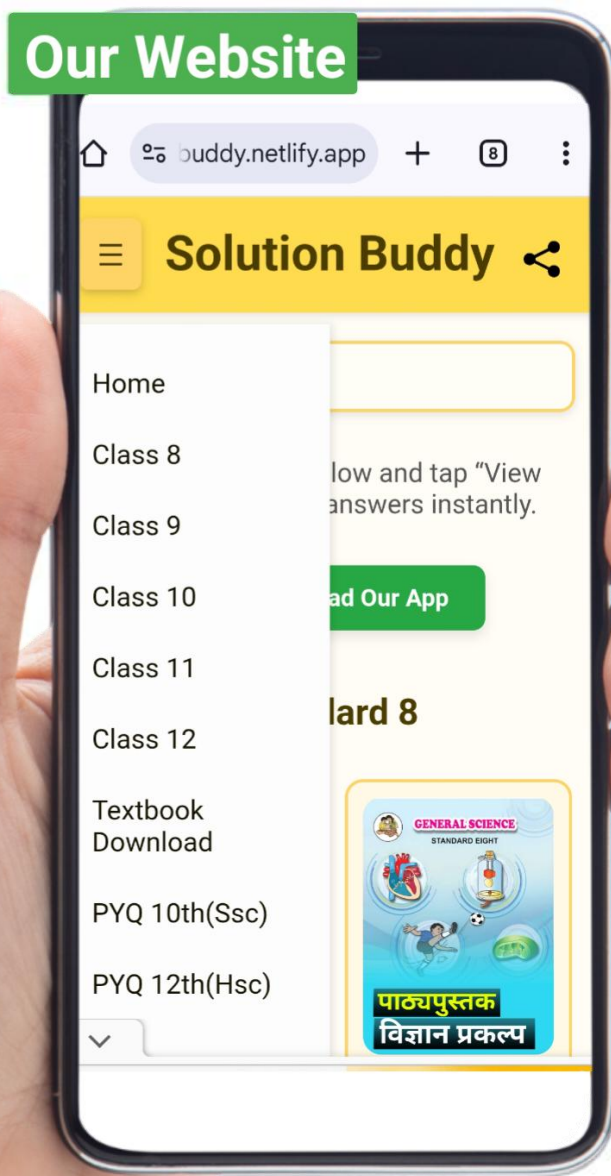 Our Website
buddy.netlify.app
8
Solution Buddy
Home
Class 8
Class 9
Class 10
Class 11
Class 12
Textbook
Download
PYQ 10th(Ssc)
PYQ 12th(Hsc)
low and tap “View
answers instantly.
ad Our App
lard 8
GENERAL SCIENCE
STANDARD EIGHT
पाठ्यपुस्तक
विज्ञान प्रकल्प